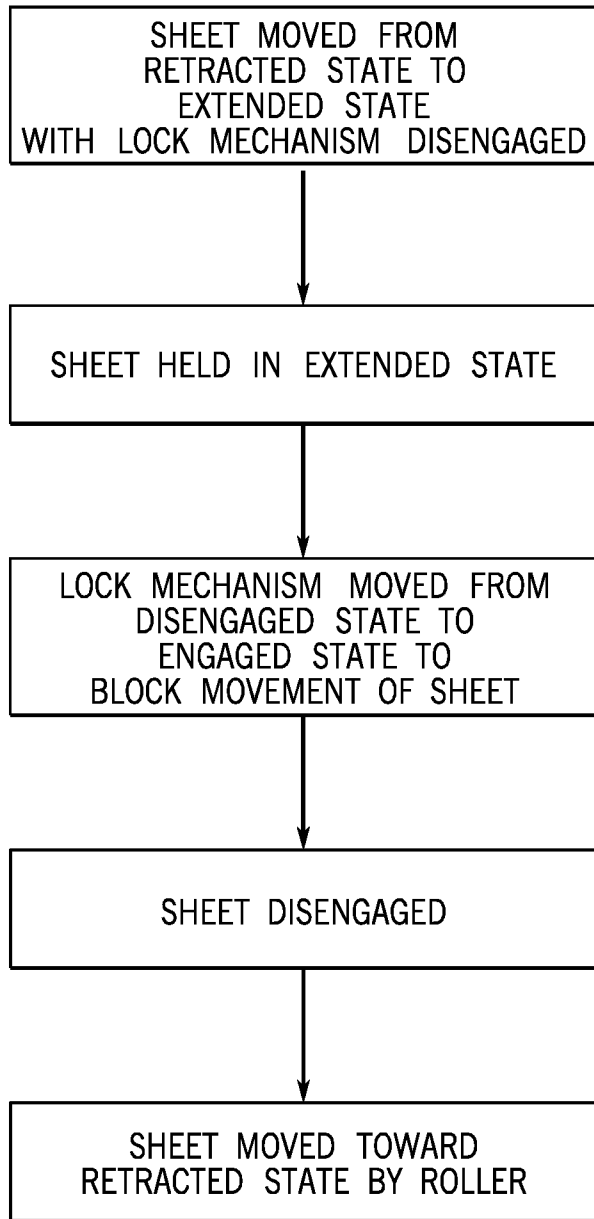 SHEET MOVED FROM
RETRACTED STATE TO
EXTENDED STATE
WITH LOCK MECHANISM DISENGAGED
SHEET HELD IN EXTENDED STATE
LOCK MECHANISM MOVED FROM
DISENGAGED STATE TO
ENGAGED STATE TO
BLOCK MOVEMENT OF SHEET
SHEET DISENGAGED
SHEET MOVED TOWARD
RETRACTED STATE BY ROLLER